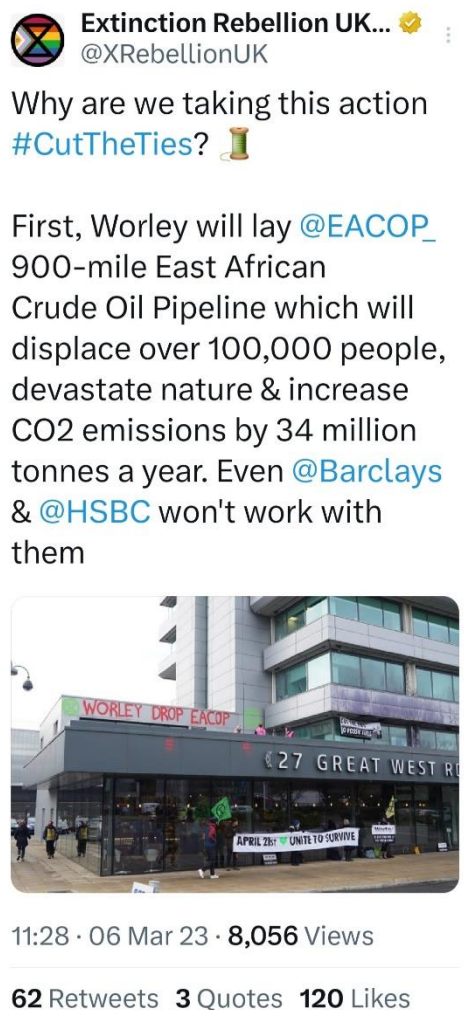 Extinction Rebellion UK...
@XRebellionUK
Why are we taking this action
#CutTheTies?
First, Worley will lay @EACOP_
900-mile East African
Crude Oil Pipeline which will
displace over 100,000 people,
devastate nature & increase
CO2 emissions by 34 million
tonnes a year. Even @Barclays
& @HSBC won't work with
them
WORLEY DROP EACOP
27 GREAT WEST RO
APRIL 21st UNITE TO SURVIVE
11:28 · 06 Mar 23 · 8,056 Views
62 Retweets 3 Quotes 120 Likes